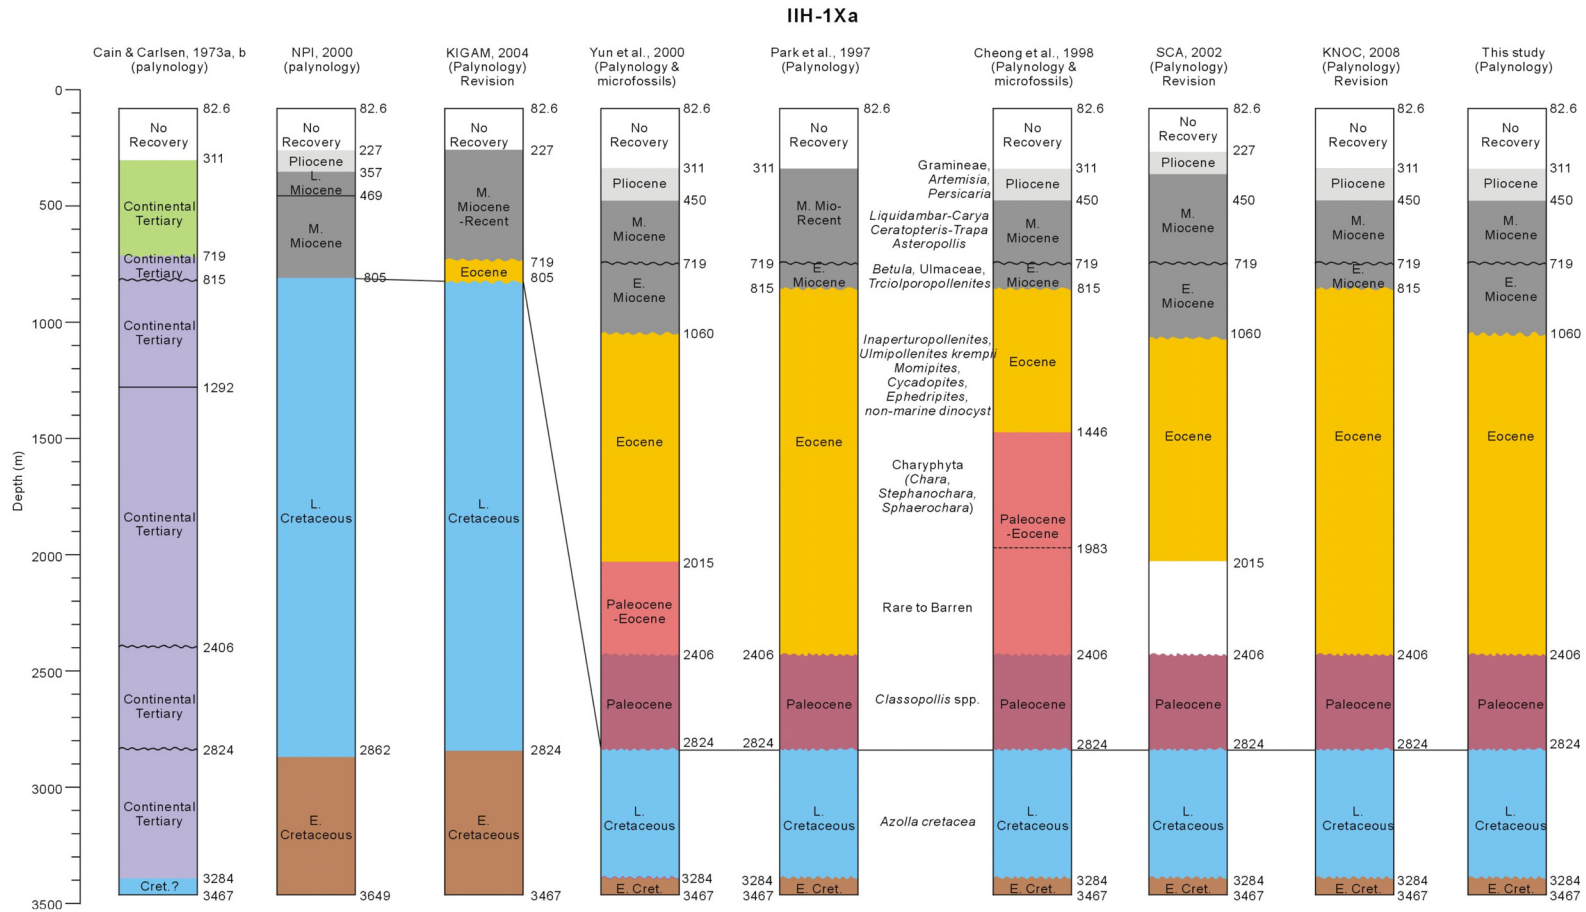 IIH-1Xa
Cain & Carlsen, 1973a, b
(palynology)
NPI, 2000
(palynology)
KIGAM, 2004
(Palynology)
Revision
Yun et al., 2000
(Palynology &
microfossils)
Park et al., 1997
(Palynology)
Cheong et al., 1998
(Palynology &
microfossils)
SCA, 2002
(Palynology)
Revision
KNOC, 2008
(Palynology)
Revision
This study
(Palynology)
Depth (m)
0
500
1000
1500
2000
2500
3000
3500
82.6
No
Recovery
311
Continental
Tertiary
719
Continental
Tertiary
815
Continental
Tertiary
1292
Continental
Tertiary
2406
Continental
Tertiary
2824
Continental
Tertiary
3284
Cret.?
3467
82.6
No
Recovery
227
Pliocene
357
L.
Miocene
469
M.
Miocene
805
L.
Cretaceous
2862
E.
Cretaceous
3649
82.6
No
Recovery
227
M.
Miocene
-Recent
719
Eocene
805
L.
Cretaceous
2824
E.
Cretaceous
3467
82.6
No
Recovery
311
Pliocene
450
M.
Miocene
719
E.
Miocene
1060
Eocene
2015
Paleocene
-Eocene
2406
Paleocene
2824
L.
Cretaceous
3284
E. Cret.
3467
82.6
No
Recovery
311
M. Mio-
Recent
719
E.
Miocene
815
Eocene
2406
Paleocene
2824
L.
Cretaceous
3284
E. Cret.
3467
Gramineae,
Artemisia,
Persicaria
Liquidambar-Carya
Ceratopteris-Trapa
Asteropollis
Betula, Ulmaceae,
Trciolporopollenites
Inaperturopollenites,
Ulmipollenites krempii
Momipites,
Cycadopites,
Ephedripites,
non-marine dinocyst
Charyphyta
(Chara,
Stephanochara,
Sphaerochara)
Rare to Barren
Classopollis spp.
Azolla cretacea
82.6
No
Recovery
311
Pliocene
450
M.
Miocene
719
E.
Miocene
815
Eocene
1446
Paleocene
-Eocene
1983
2406
Paleocene
2824
L.
Cretaceous
3284
E. Cret.
3467
82.6
No
Recovery
227
Pliocene
450
M.
Miocene
719
E.
Miocene
1060
Eocene
2015
2406
Paleocene
2824
L.
Cretaceous
3284
E. Cret.
3467
82.6
No
Recovery
311
Pliocene
450
M.
Miocene
719
E.
Miocene
815
Eocene
2406
Paleocene
2824
L.
Cretaceous
3284
E. Cret.
3467
82.6
No
Recovery
311
Pliocene
450
M.
Miocene
719
E.
Miocene
1060
Eocene
2406
Paleocene
2824
L.
Cretaceous
3284
E. Cret.
3467